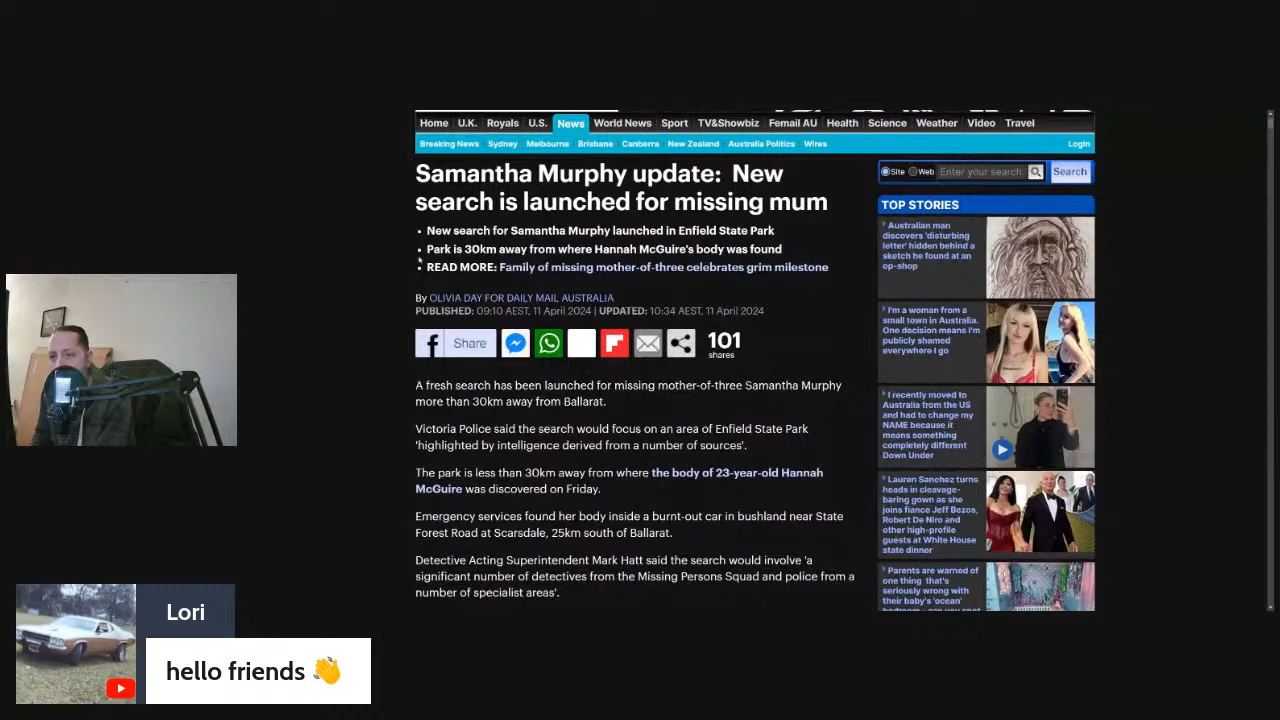 Home U.K. Royals U.S. News World News Sport TV&Showbiz Femail AU Health Science Weather Video Travel
Breaking News Sydney Melbourne Brisbane Canberra New Zealand Australia Politics Wires Login
Samantha Murphy update: New
search is launched for missing mum
• New search for Samantha Murphy launched in Enfield State Park
• Park is 30km away from where Hannah McGuire's body was found
• READ MORE: Family of missing mother-of-three celebrates grim milestone
By OLIVIA DAY FOR DAILY MAIL AUSTRALIA
PUBLISHED: 09:10 AEST, 11 April 2024 | UPDATED: 10:34 AEST, 11 April 2024
Share
101
shares
A fresh search has been launched for missing mother-of-three Samantha Murphy
more than 30km away from Ballarat.
Victoria Police said the search would focus on an area of Enfield State Park
'highlighted by intelligence derived from a number of sources'.
The park is less than 30km away from where the body of 23-year-old Hannah
McGuire was discovered on Friday.
Emergency services found her body inside a burnt-out car in bushland near State
Forest Road at Scarsdale, 25km south of Ballarat.
Detective Acting Superintendent Mark Hatt said the search would involve 'a
significant number of detectives from the Missing Persons Squad and police from a
number of specialist areas'.
Site Web Enter your search Search
TOP STORIES
Australian man
discovers 'disturbing
letter' hidden behind a
sketch he found at an
op-shop
I'm a woman from a
small town in Australia.
One decision means I'm
publicly shamed
everywhere I go
I recently moved to
Australia from the US
and had to change my
NAME because it
means something
completely different
Down Under
Lauren Sanchez turns
heads in cleavage-
baring gown as she
joins fiance Jeff Bezos,
Robert De Niro and
other high-profile
guests at White House
state dinner
Parents are warned of
one thing that's
seriously wrong with
their baby's 'ocean'
Lori
hello friends 👋